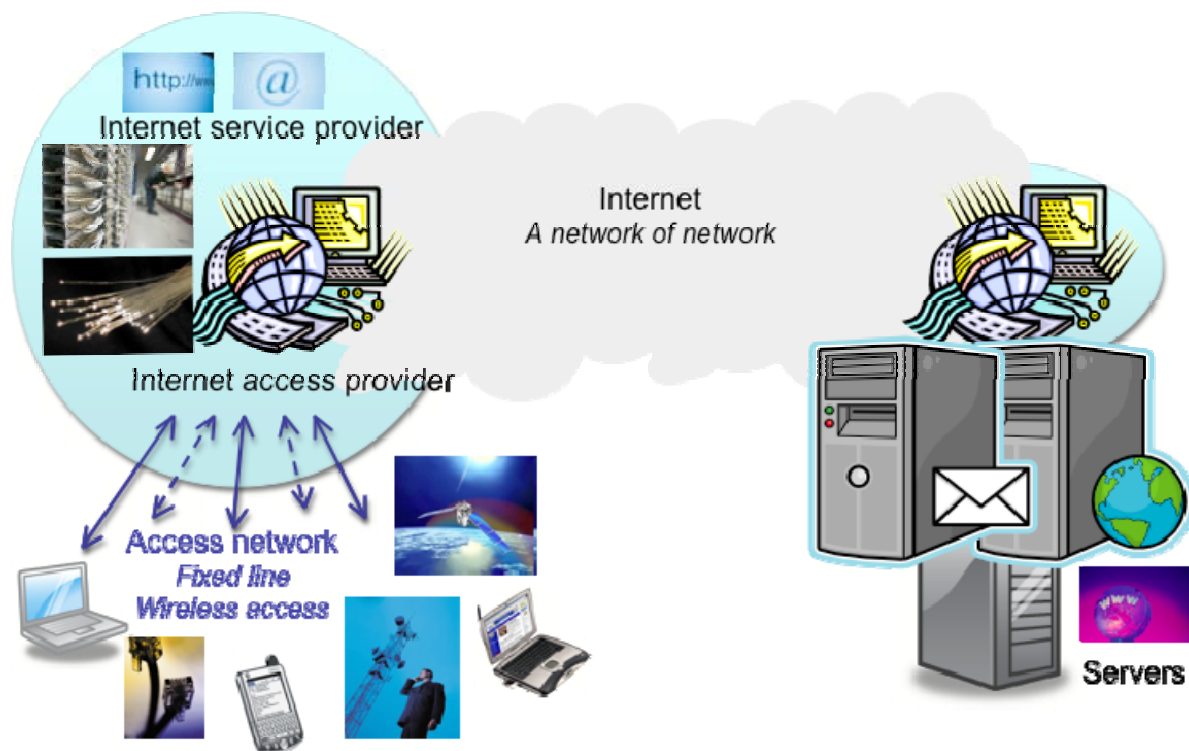 http://ww
@
Internet service provider
Internet
A network of network
Internet access provider
Access network
Fixed line
Wireless access
WWW
Servers